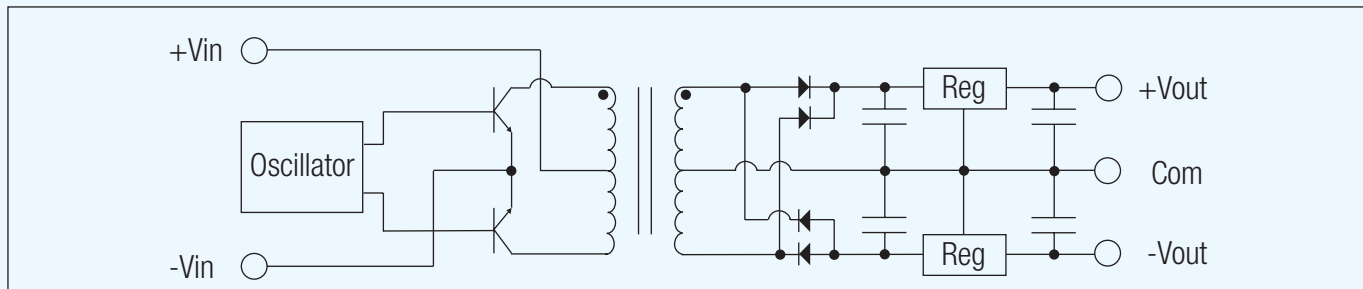 +Vin
Reg
+Vout
Oscillator
Com
-Vin
Reg
-Vout